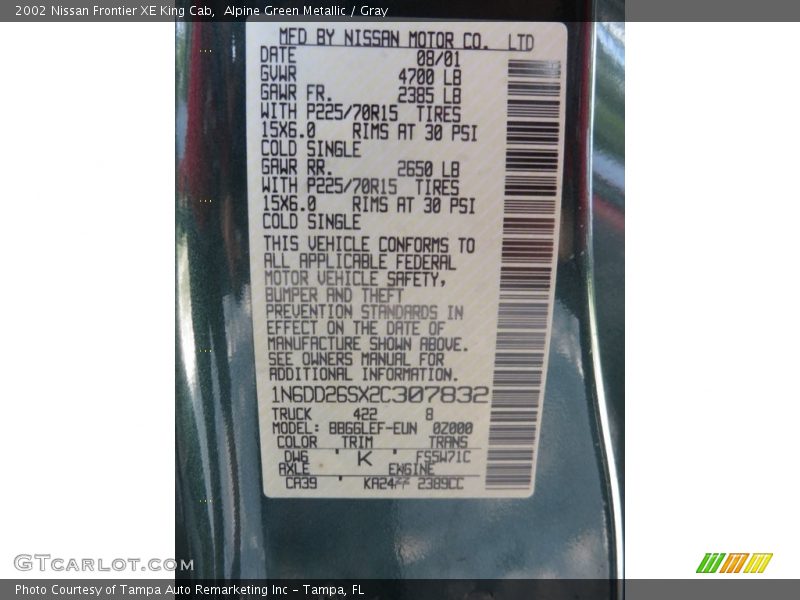 2002 Nissan Frontier XE King Cab,  Alpine Green Metallic / Gray
MFD BY NISSAN MOTOR CO. LTD
DATE 08/01
GVWR 4700 LB
GAWR FR. 2385 LB
WITH P225/70R15 TIRES
15X6.0 RIMS AT 30 PSI
COLD SINGLE
GAWR RR. 2650 LB
WITH P225/70R15 TIRES
15X6.0 RIMS AT 30 PSI
COLD SINGLE
THIS VEHICLE CONFORMS TO
ALL APPLICABLE FEDERAL
MOTOR VEHICLE SAFETY,
BUMPER AND THEFT
PREVENTION STANDARDS IN
EFFECT ON THE DATE OF
MANUFACTURE SHOWN ABOVE.
SEE OWNERS MANUAL FOR
ADDITIONAL INFORMATION.
1N6DD26SX2C307832
TRUCK 422 8
MODEL: BBGGLEF-EUN 0Z000
COLOR TRIM TRANS
DW6 K FS5W71C
AXLE ENGINE
CA39 2389CC
GTcarlot.com
Photo Courtesy of Tampa Auto Remarketing Inc - Tampa, FL